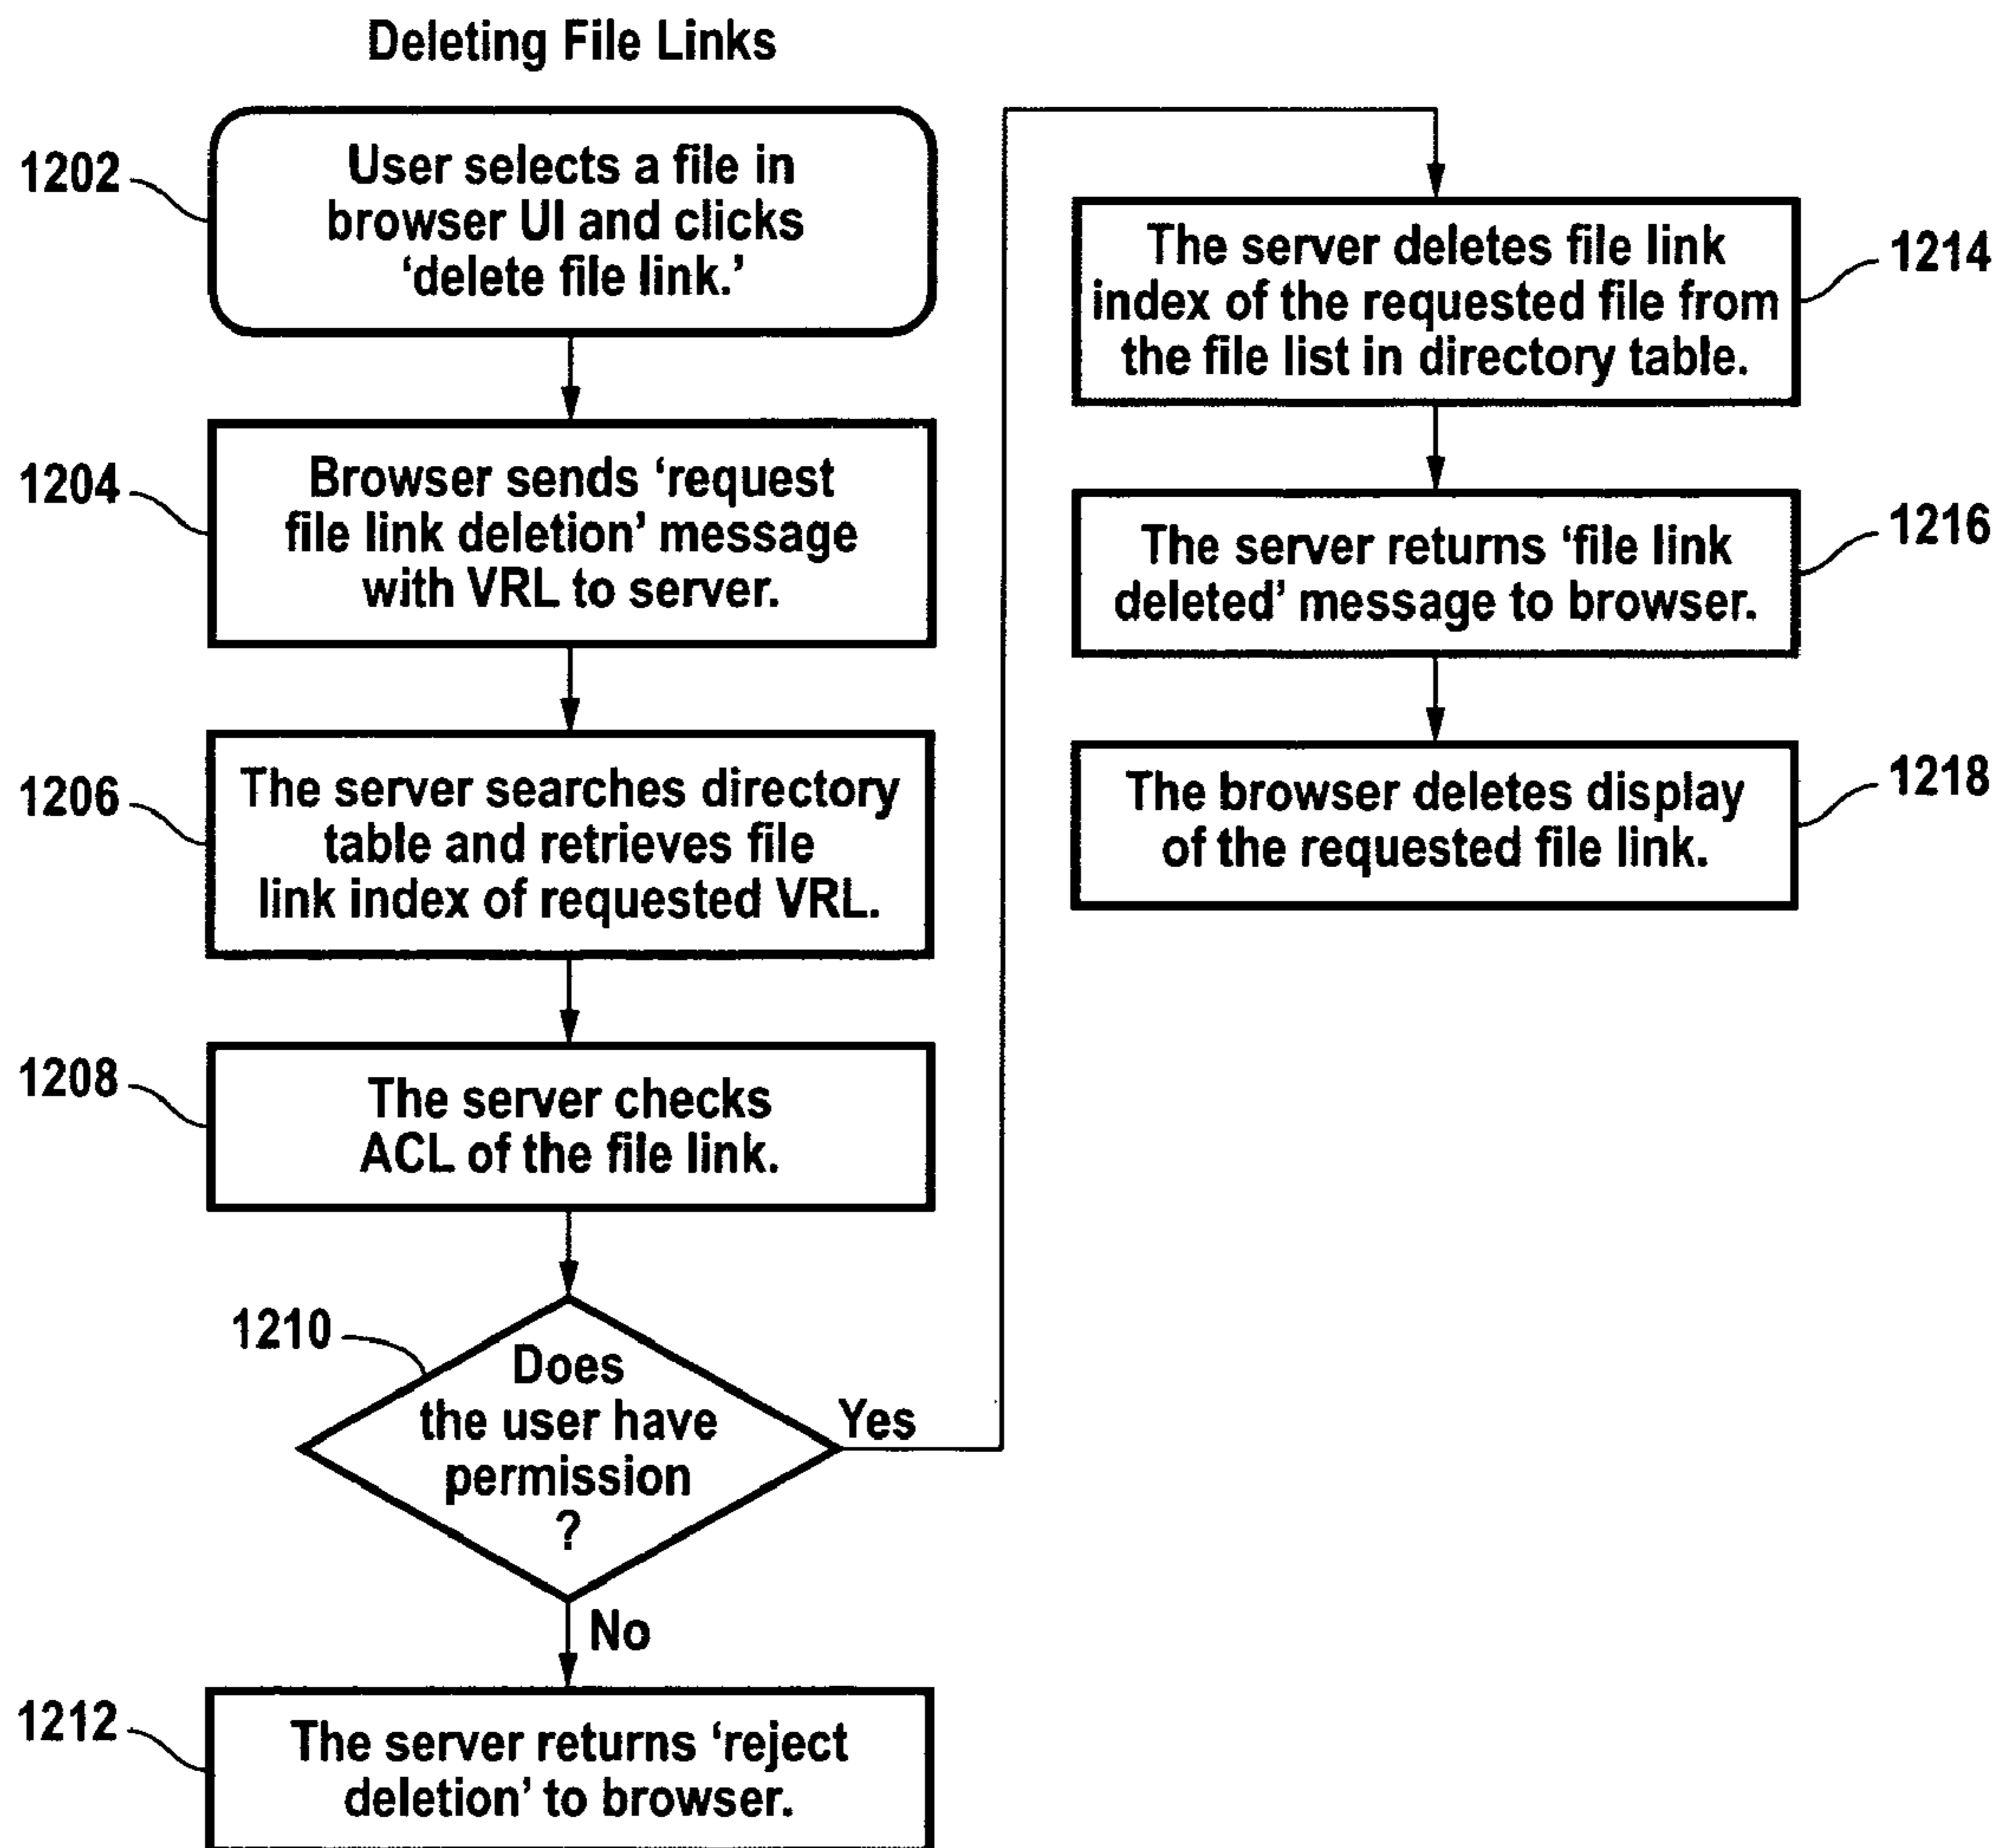 Deleting File Links
1202
User selects a file in
browser UI and clicks
‘delete file link.’
1204
Browser sends ‘request
file link deletion’ message
with VRL to server.
1206
The server searches directory
table and retrieves file
link index of requested VRL.
1208
The server checks
ACL of the file link.
1210
Does
the user have
permission
?
Yes
No
1212
The server returns ‘reject
deletion’ to browser.
1214
The server deletes file link
index of the requested file from
the file list in directory table.
1216
The server returns ‘file link
deleted’ message to browser.
1218
The browser deletes display
of the requested file link.